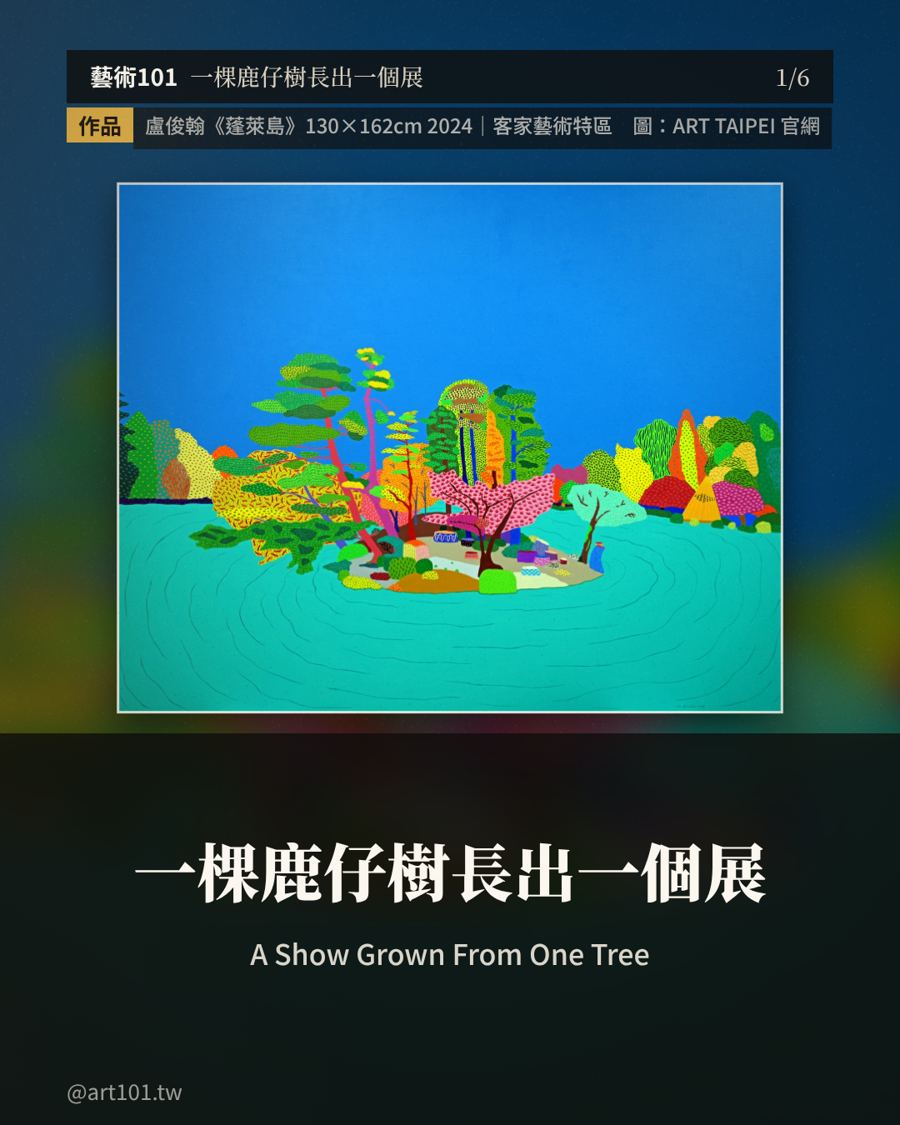 藝術101 一棵鹿仔樹長出一個展 1/6
作品 盧俊翰《蓬萊島》130×162cm 2024｜客家藝術特區 圖：ART TAIPEI 官網
一棵鹿仔樹長出一個展
A Show Grown From One Tree
@art101.tw